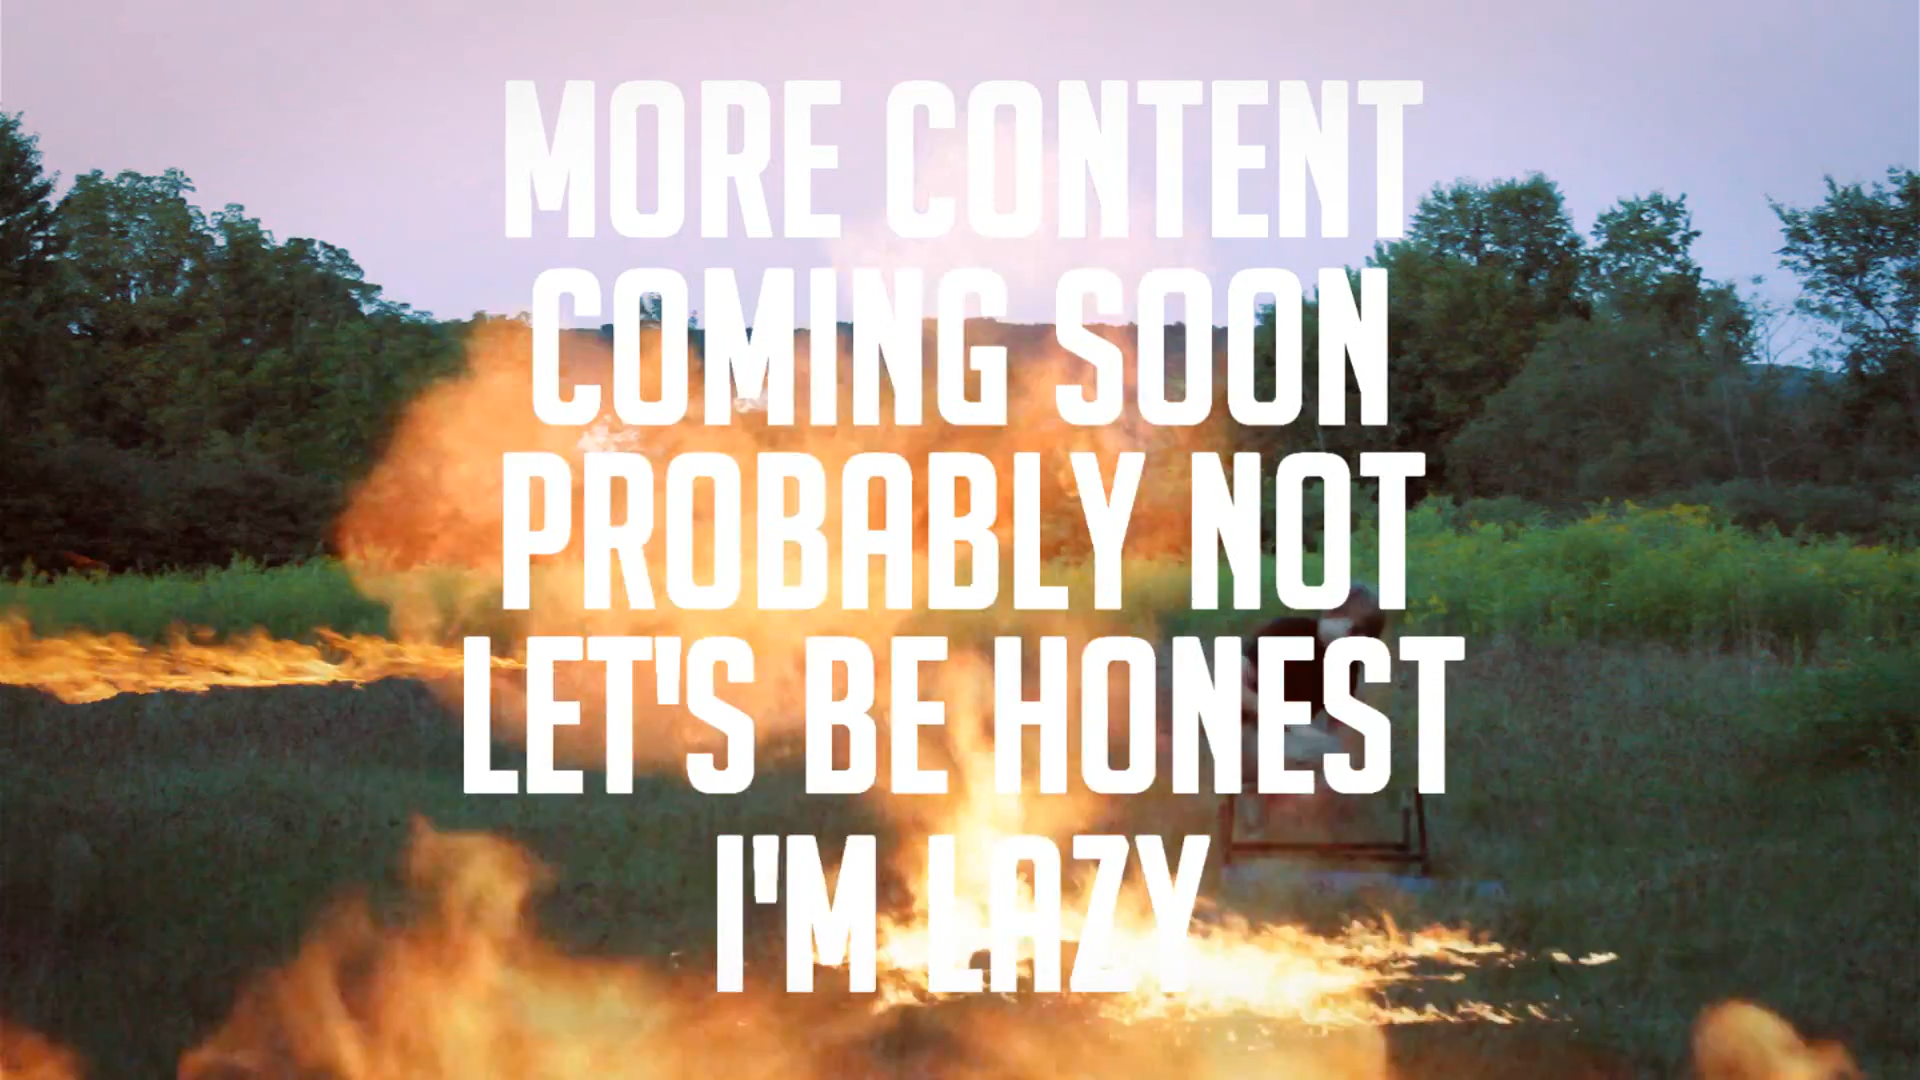 MORE CONTENT
COMING SOON
PROBABLY NOT
LET'S BE HONEST
I'M LAZY